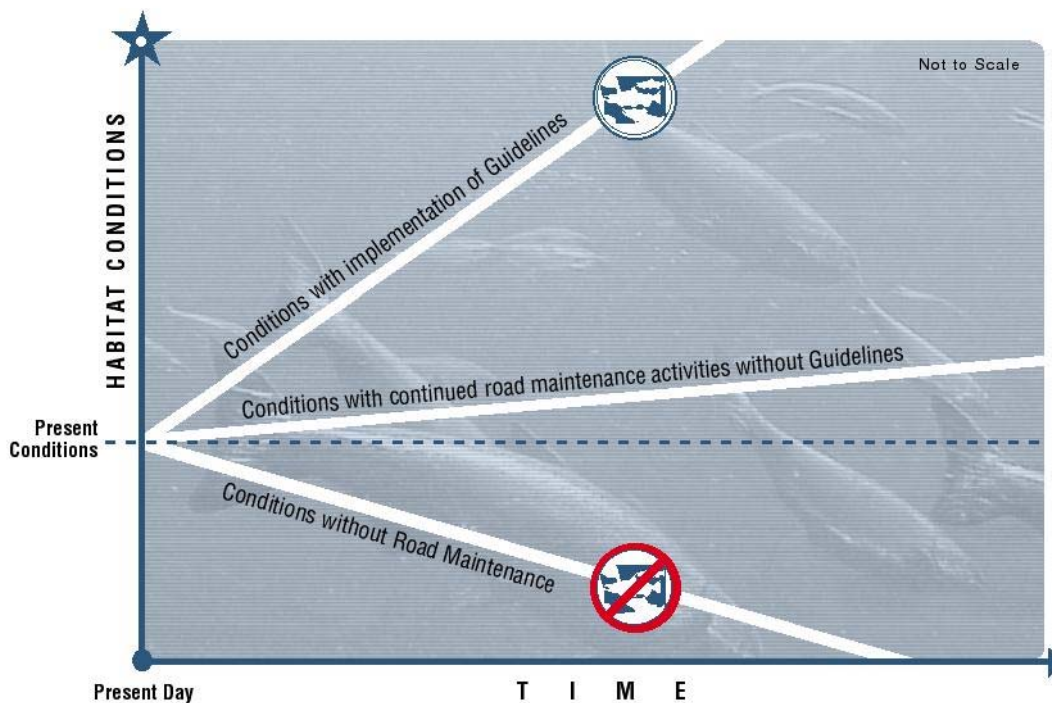 Not to Scale
HABITAT CONDITIONS
Conditions with implementation of Guidelines
Conditions with continued road maintenance activities without Guidelines
Present
Conditions
Conditions without Road Maintenance
Present Day
TIME